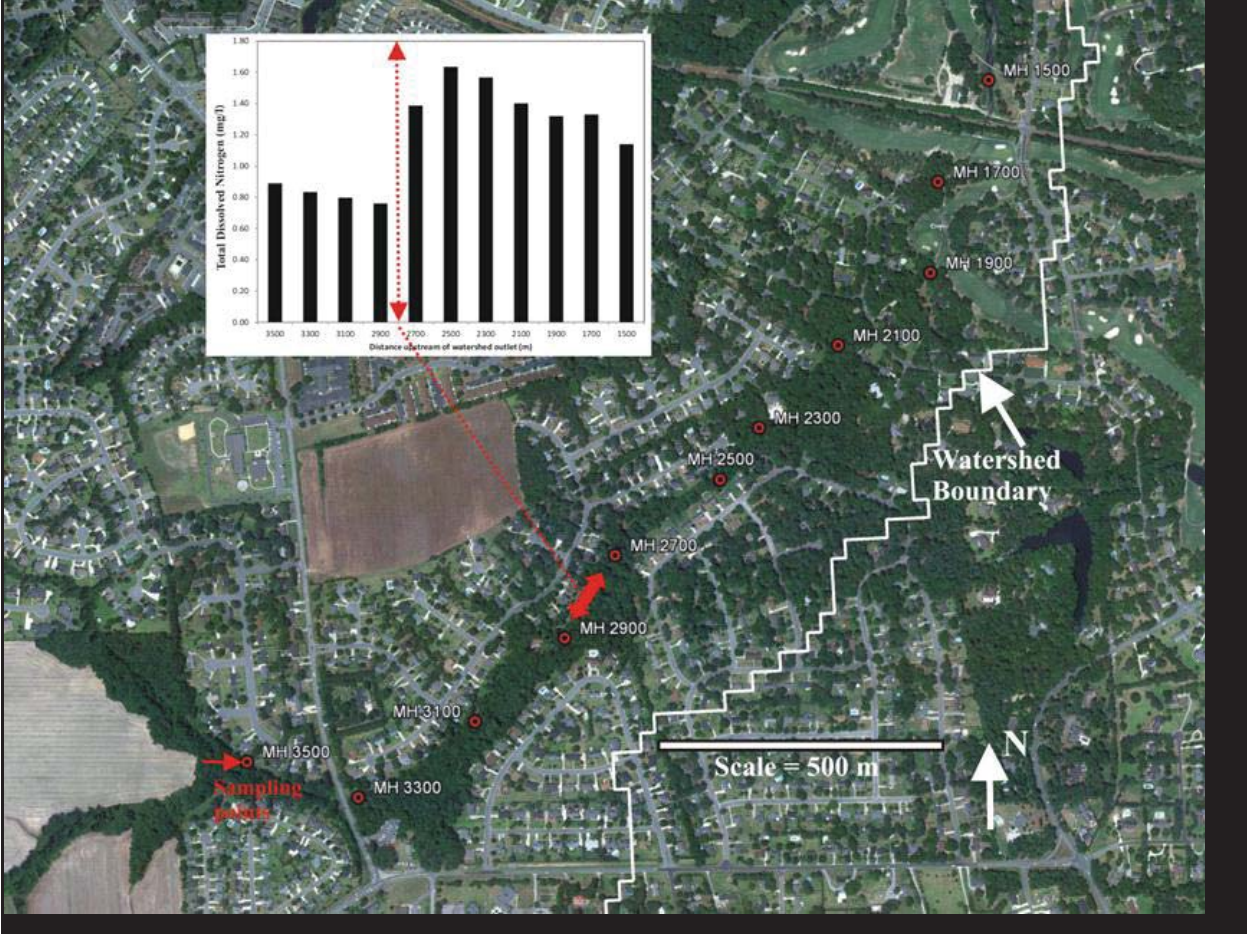 1.80
1.60
1.40
1.20
1.00
0.80
0.60
0.40
0.20
0.00
Total Dissolved Nitrogen (mg/l)
3500 3300 3100 2900 2700 2500 2300 2100 1900 1700 1500
Distance upstream of watershed outlet (m)
MH 1500
MH 1700
MH 1900
MH 2100
MH 2300
MH 2500
Watershed
Boundary
MH 2700
MH 2900
MH 3100
N
MH 3500
Scale = 500 m
Sampling
points
MH 3300